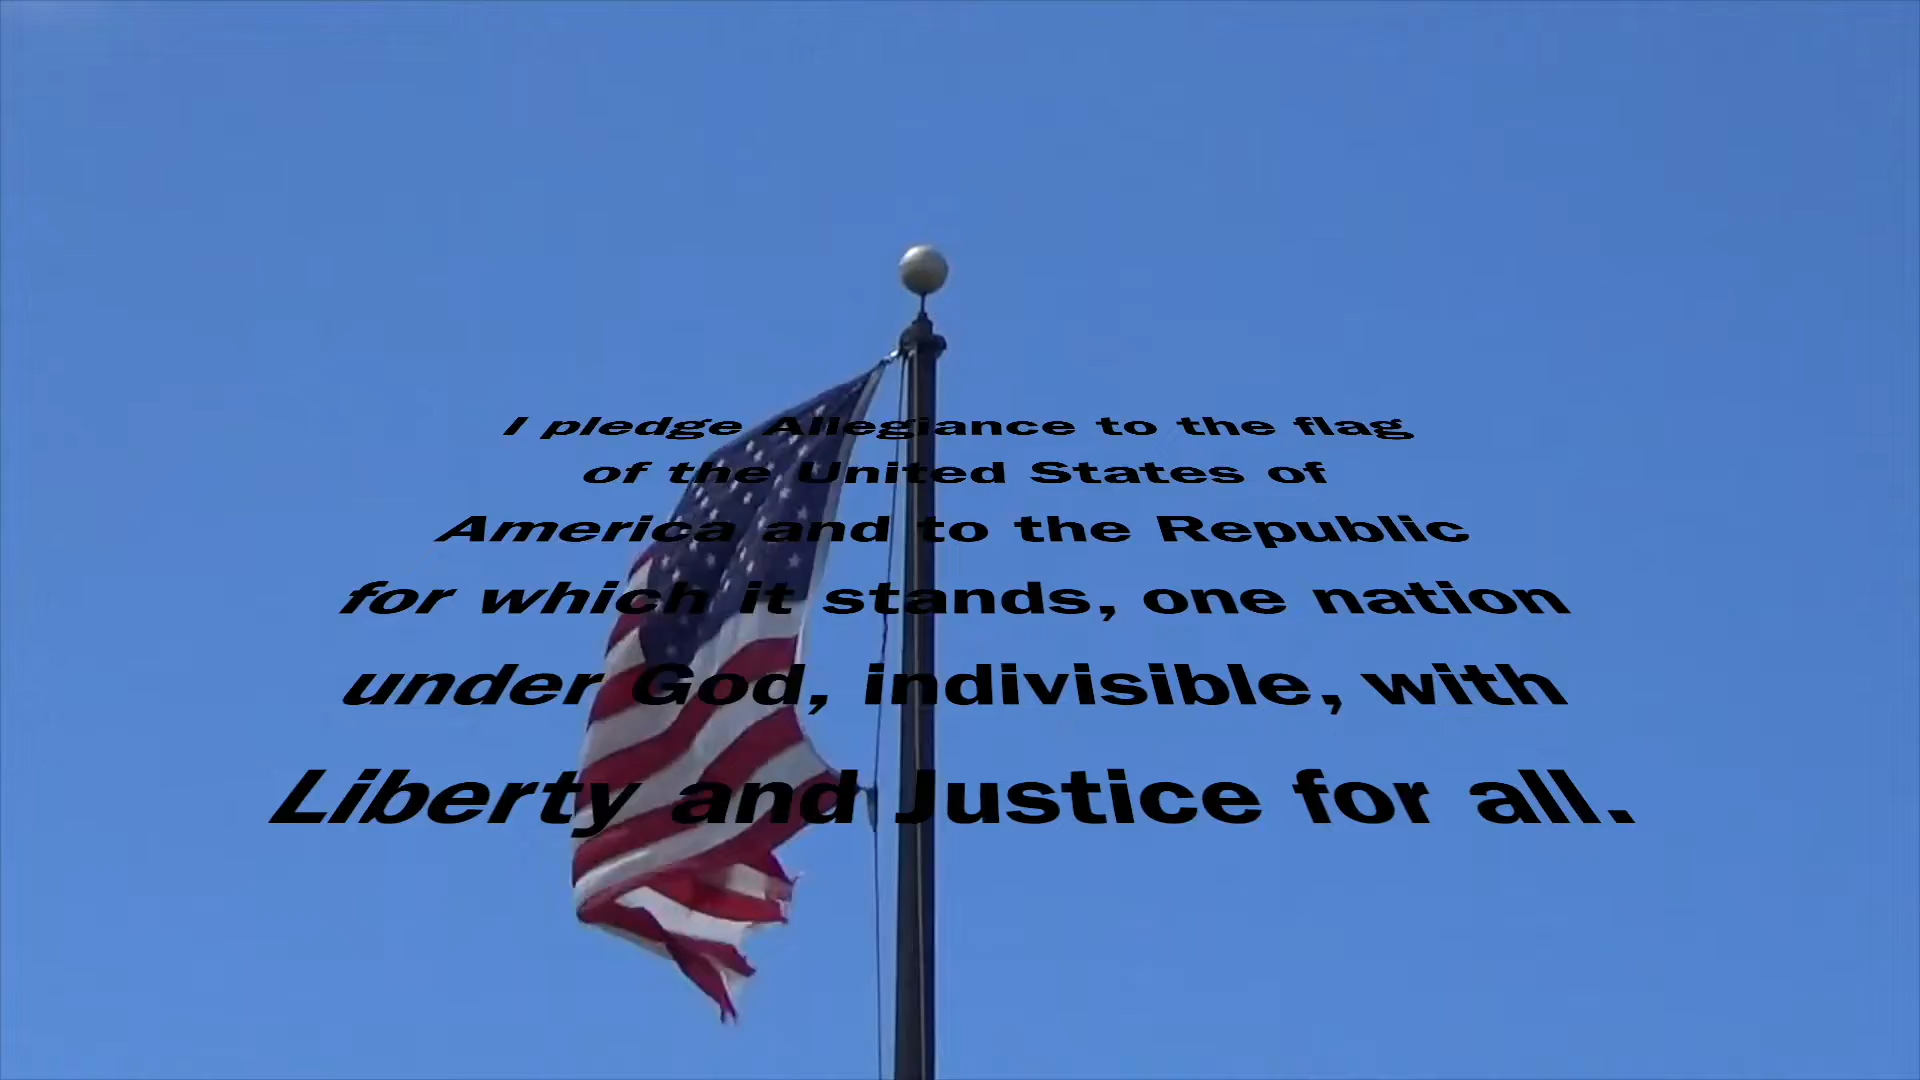 I pledge Allegiance to the flag
of the United States of
America and to the Republic
for which it stands, one nation
under God, indivisible, with
Liberty and Justice for all.